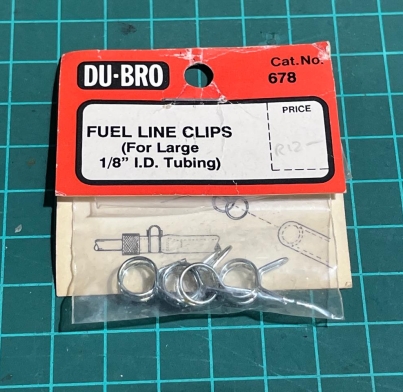 DU-BRO
Cat. No.
678
PRICE
R12-
FUEL LINE CLIPS
(For Large
1/8" I.D. Tubing)